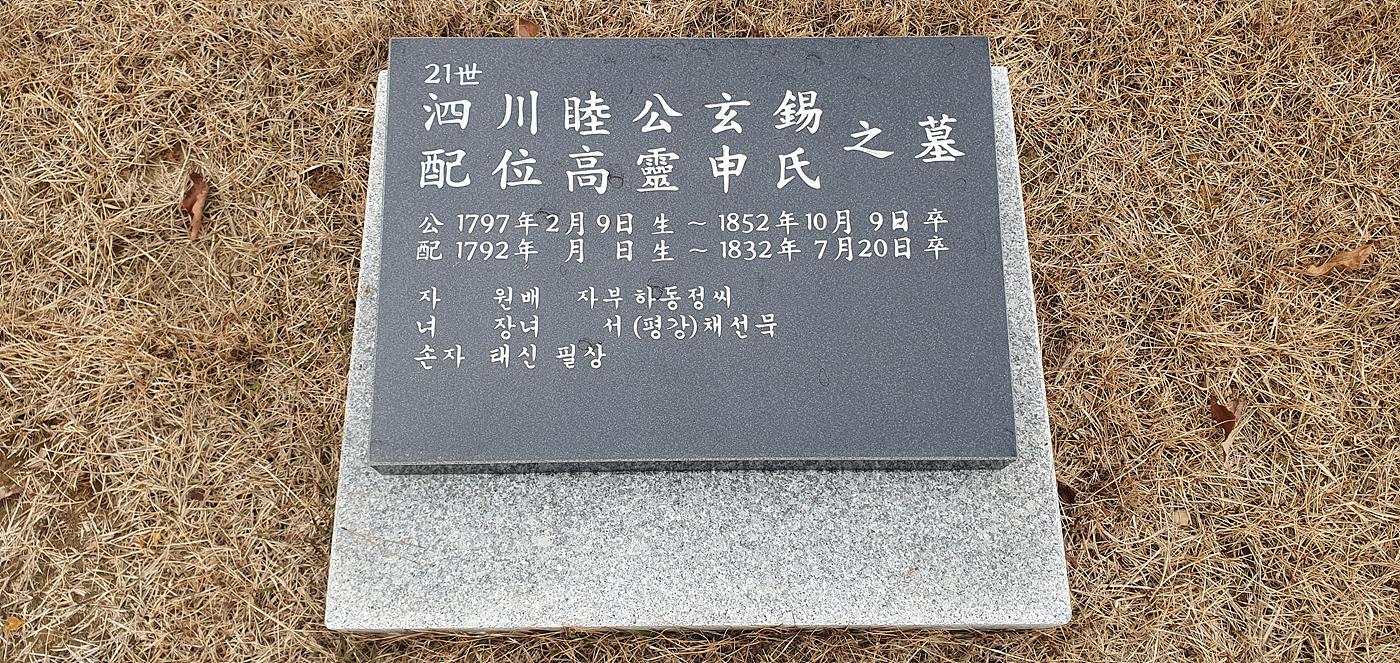 21世
泗川睦公玄錫之墓
配位高靈申氏
公 1797年 2月 9日 生 ~ 1852年 10月 9日 卒
配 1792年 月 日 生 ~ 1832年 7月 20日 卒
자 원배 자부 하동정씨
녀 장녀 서 (평강)채선묵
손자 태신 필상